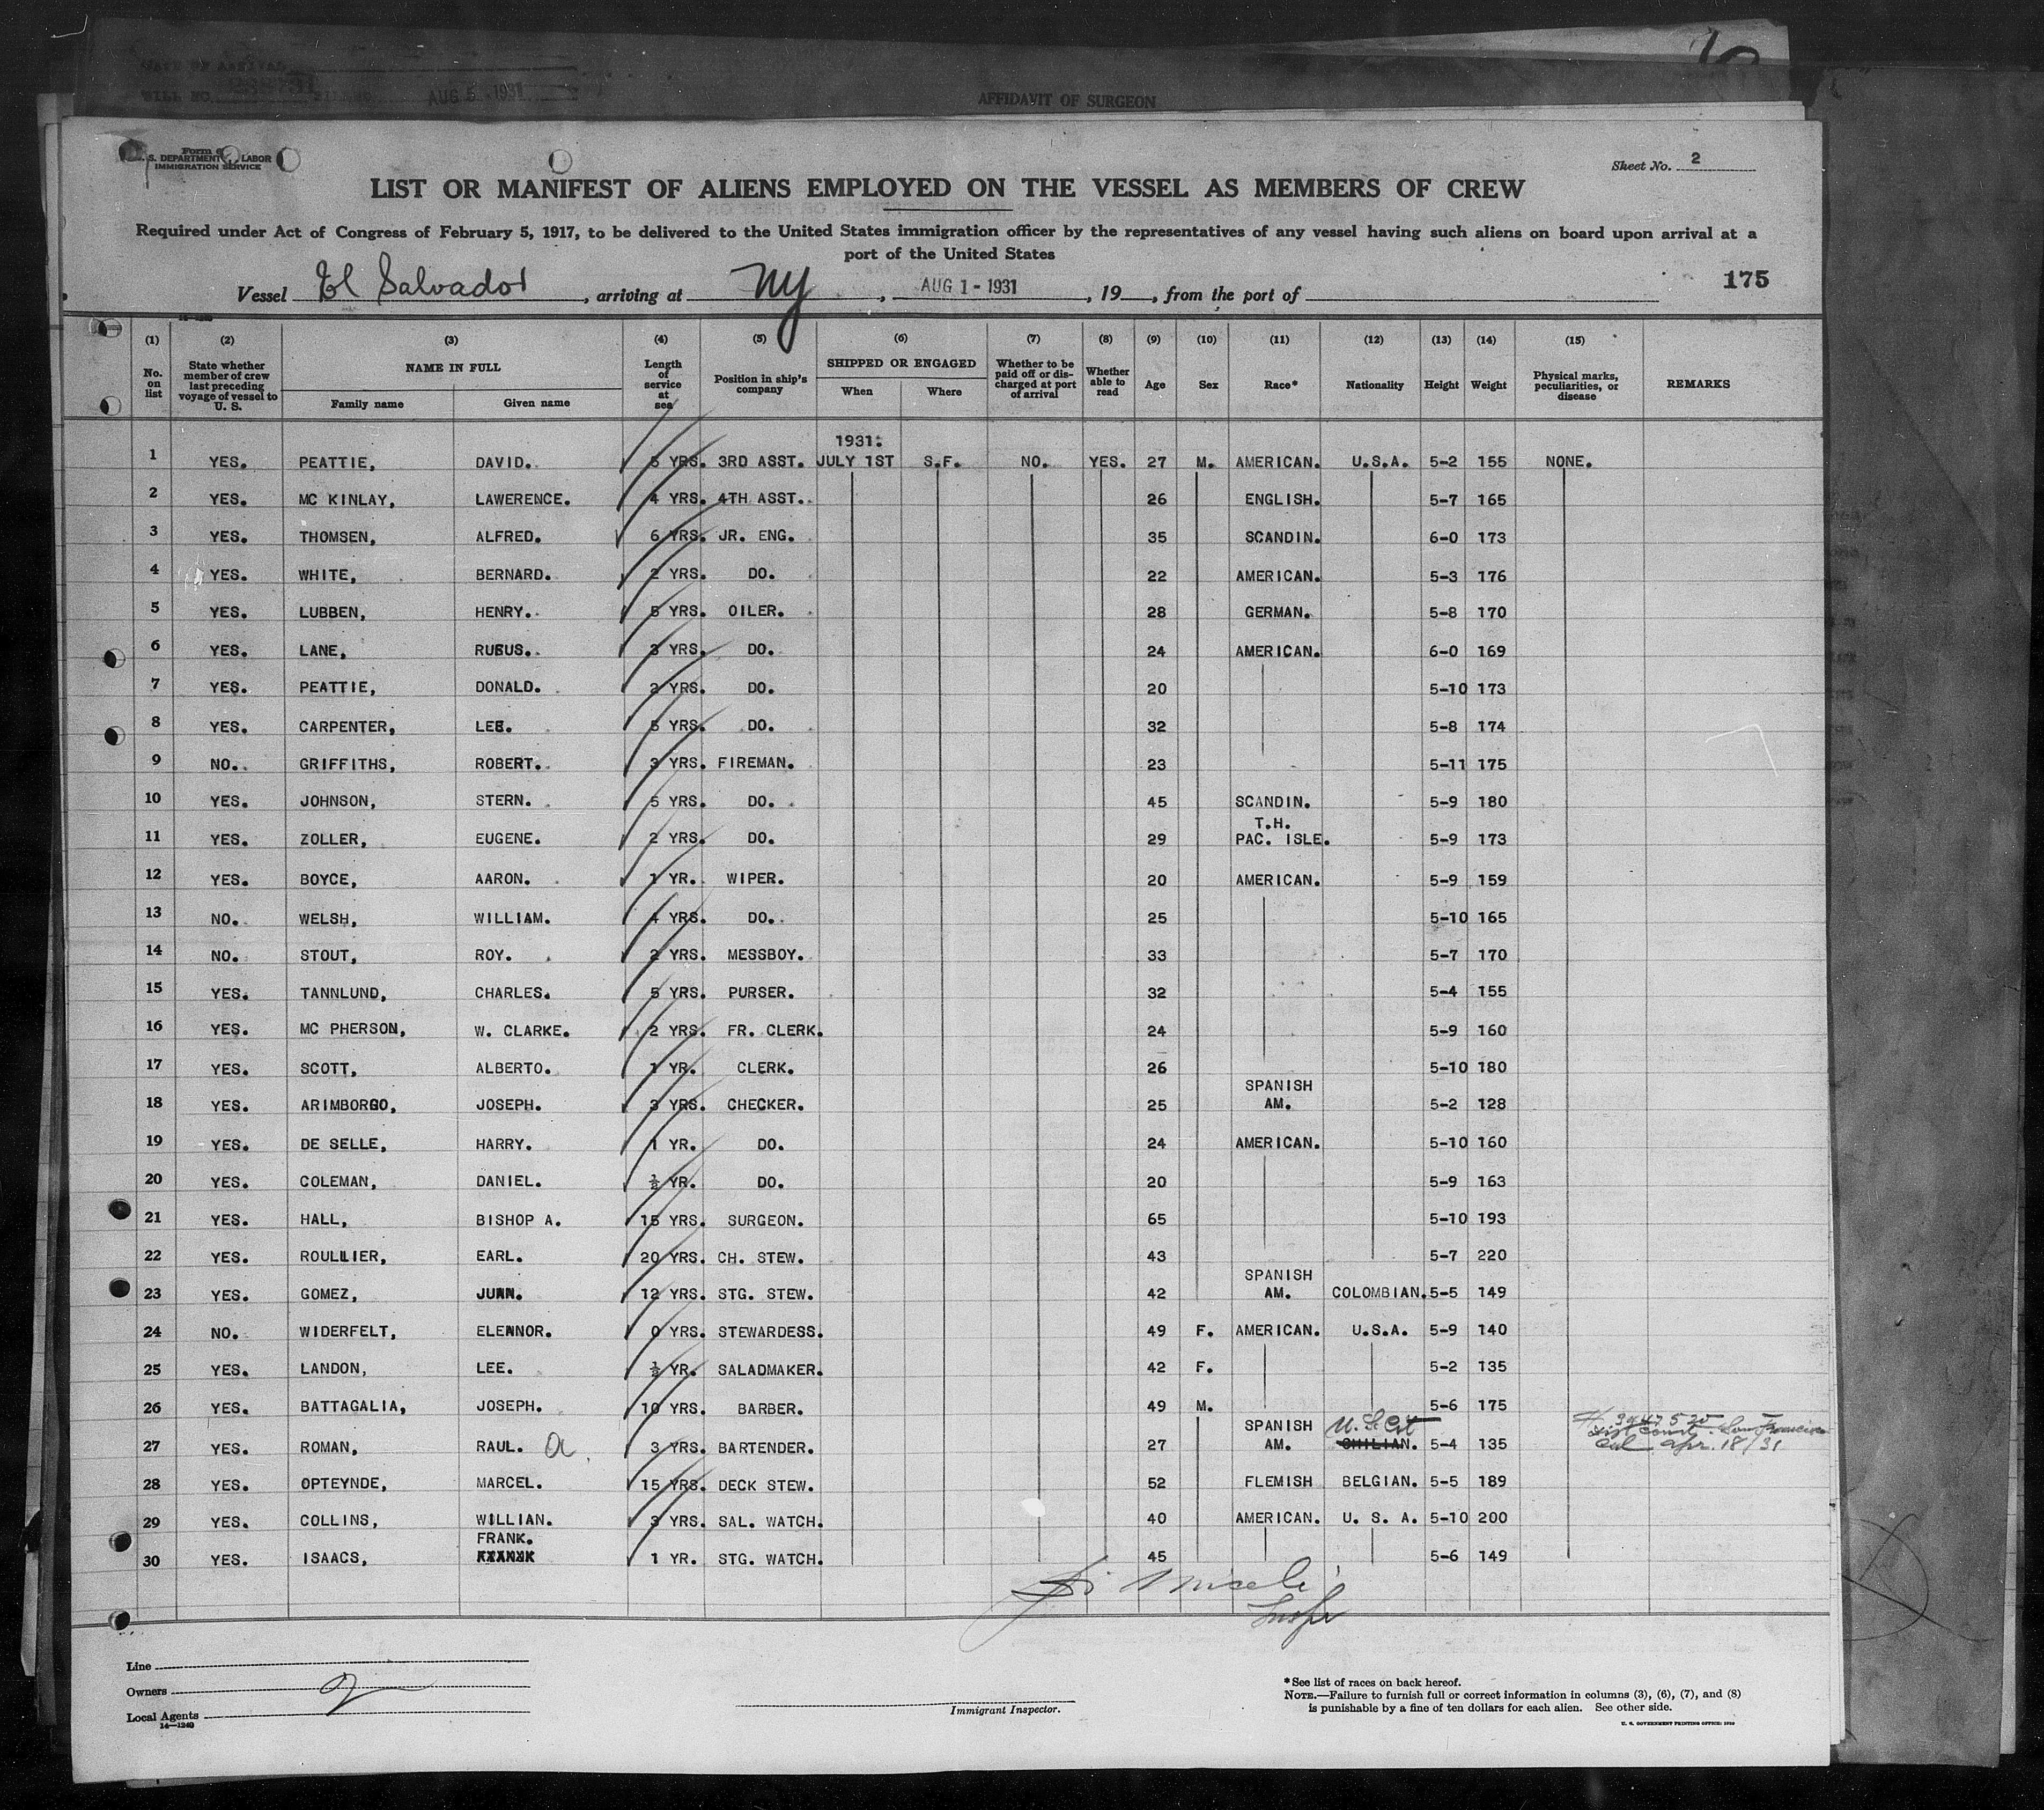 AUG 5 1931
AFFIDAVIT OF SURGEON
Form
S. DEPARTMENT LABOR
IMMIGRATION SERVICE
Sheet No. 2
LIST OR MANIFEST OF ALIENS EMPLOYED ON THE VESSEL AS MEMBERS OF CREW
Required under Act of Congress of February 5, 1917, to be delivered to the United States immigration officer by the representatives of any vessel having such aliens on board upon arrival at a
port of the United States
Vessel El Salvador, arriving at NY, AUG 1 - 1931, 19, from the port of 175
(1) (2) (3) (4) (5) (6) (7) (8) (9) (10) (11) (12) (13) (14) (15)
No. on list State whether member of crew last preceding voyage of vessel to U. S. NAME IN FULL Family name Given name Length of service at sea Position in ship's company SHIPPED OR ENGAGED When Where Whether to be paid off or discharged at port of arrival Whether able to read Age Sex Race* Nationality Height Weight Physical marks, peculiarities, or disease REMARKS
1931:
1 YES. PEATTIE, DAVID. 5 YRS. 3RD ASST. JULY 1ST S.F. NO. YES. 27 M. AMERICAN. U.S.A. 5-2 155 NONE.
2 YES. MC KINLAY, LAWERENCE. 4 YRS. 4TH ASST. 26 ENGLISH. 5-7 165
3 YES. THOMSEN, ALFRED. 6 YRS. JR. ENG. 35 SCANDIN. 6-0 173
4 YES. WHITE, BERNARD. 2 YRS. DO. 22 AMERICAN. 5-3 176
5 YES. LUBBEN, HENRY. 5 YRS. OILER. 28 GERMAN. 5-8 170
6 YES. LANE, RUFUS. 3 YRS. DO. 24 AMERICAN. 6-0 169
7 YES. PEATTIE, DONALD. 2 YRS. DO. 20 5-10 173
8 YES. CARPENTER, LEE. 5 YRS. DO. 32 5-8 174
9 NO. GRIFFITHS, ROBERT. 3 YRS. FIREMAN. 23 5-11 175
10 YES. JOHNSON, STERN. 5 YRS. DO. 45 SCANDIN. 5-9 180
T.H.
11 YES. ZOLLER, EUGENE. 2 YRS. DO. 29 PAC. ISLE. 5-9 173
12 YES. BOYCE, AARON. 1 YR. WIPER. 20 AMERICAN. 5-9 159
13 NO. WELSH, WILLIAM. 4 YRS. DO. 25 5-10 165
14 NO. STOUT, ROY. 2 YRS. MESSBOY. 33 5-7 170
15 YES. TANNLUND, CHARLES. 5 YRS. PURSER. 32 5-4 155
16 YES. MC PHERSON, W. CLARKE. 2 YRS. FR. CLERK. 24 5-9 160
17 YES. SCOTT, ALBERTO. 1 YR. CLERK. 26 5-10 180
SPANISH
18 YES. ARIMBORGO, JOSEPH. 3 YRS. CHECKER. 25 AM. 5-2 128
19 YES. DE SELLE, HARRY. 1 YR. DO. 24 AMERICAN. 5-10 160
20 YES. COLEMAN, DANIEL. ½ YR. DO. 20 5-9 163
21 YES. HALL, BISHOP A. 15 YRS. SURGEON. 65 5-10 193
22 YES. ROULLIER, EARL. 20 YRS. CH. STEW. 43 5-7 220
SPANISH
23 YES. GOMEZ, JUAN. 12 YRS. STG. STEW. 42 AM. COLOMBIAN. 5-5 149
24 NO. WIDERFELT, ELENNOR. 0 YRS. STEWARDESS. 49 F. AMERICAN. U.S.A. 5-9 140
25 YES. LANDON, LEE. ½ YR. SALADMAKER. 42 F. 5-2 135
26 YES. BATTAGALIA, JOSEPH. 10 YRS. BARBER. 49 M. 5-6 175
SPANISH U.S. Cit # 3447520
27 YES. ROMAN, RAUL. a 3 YRS. BARTENDER. 27 AM. CHILIAN. 5-4 135 Dist Court San Francisco
Cal Apr. 18/31
28 YES. OPTEYNDE, MARCEL. 15 YRS. DECK STEW. 52 FLEMISH BELGIAN. 5-5 189
29 YES. COLLINS, WILLIAN. 3 YRS. SAL. WATCH. 40 AMERICAN. U. S. A. 5-10 200
FRANK.
30 YES. ISAACS, 1 YR. STG. WATCH. 45 5-6 149
Insp
Line
Owners
Local Agents
14—1240
Immigrant Inspector.
*See list of races on back hereof.
NOTE.—Failure to furnish full or correct information in columns (3), (6), (7), and (8)
is punishable by a fine of ten dollars for each alien. See other side.
U. S. GOVERNMENT PRINTING OFFICE: 1929